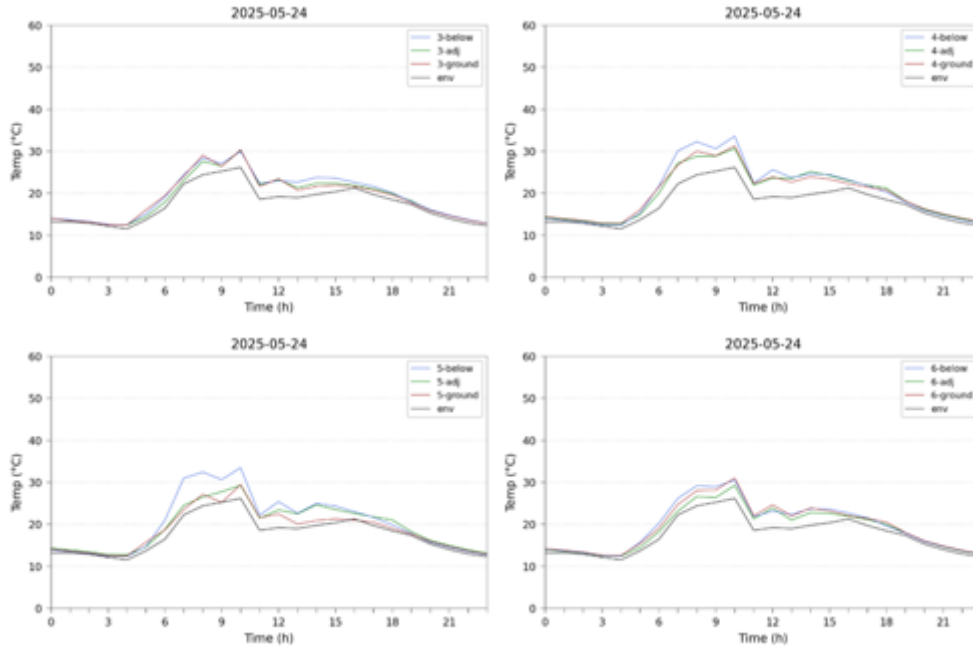 2025-05-24
60
50
40
30
20
10
0
Temp (°C)
3-below
3-adj
3-ground
env
0 3 6 9 12 15 18 21
Time (h)
2025-05-24
60
50
40
30
20
10
0
Temp (°C)
4-below
4-adj
4-ground
env
0 3 6 9 12 15 18 21
Time (h)
2025-05-24
60
50
40
30
20
10
0
Temp (°C)
5-below
5-adj
5-ground
env
0 3 6 9 12 15 18 21
Time (h)
2025-05-24
60
50
40
30
20
10
0
Temp (°C)
6-below
6-adj
6-ground
env
0 3 6 9 12 15 18 21
Time (h)